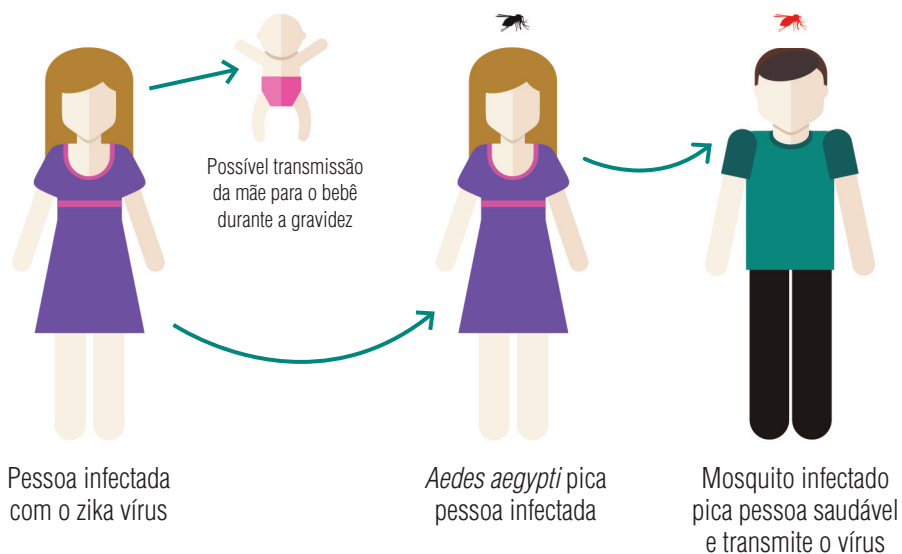 Possível transmissão
da mãe para o bebê
durante a gravidez
Pessoa infectada
com o zika vírus
Aedes aegypti pica
pessoa infectada
Mosquito infectado
pica pessoa saudável
e transmite o vírus